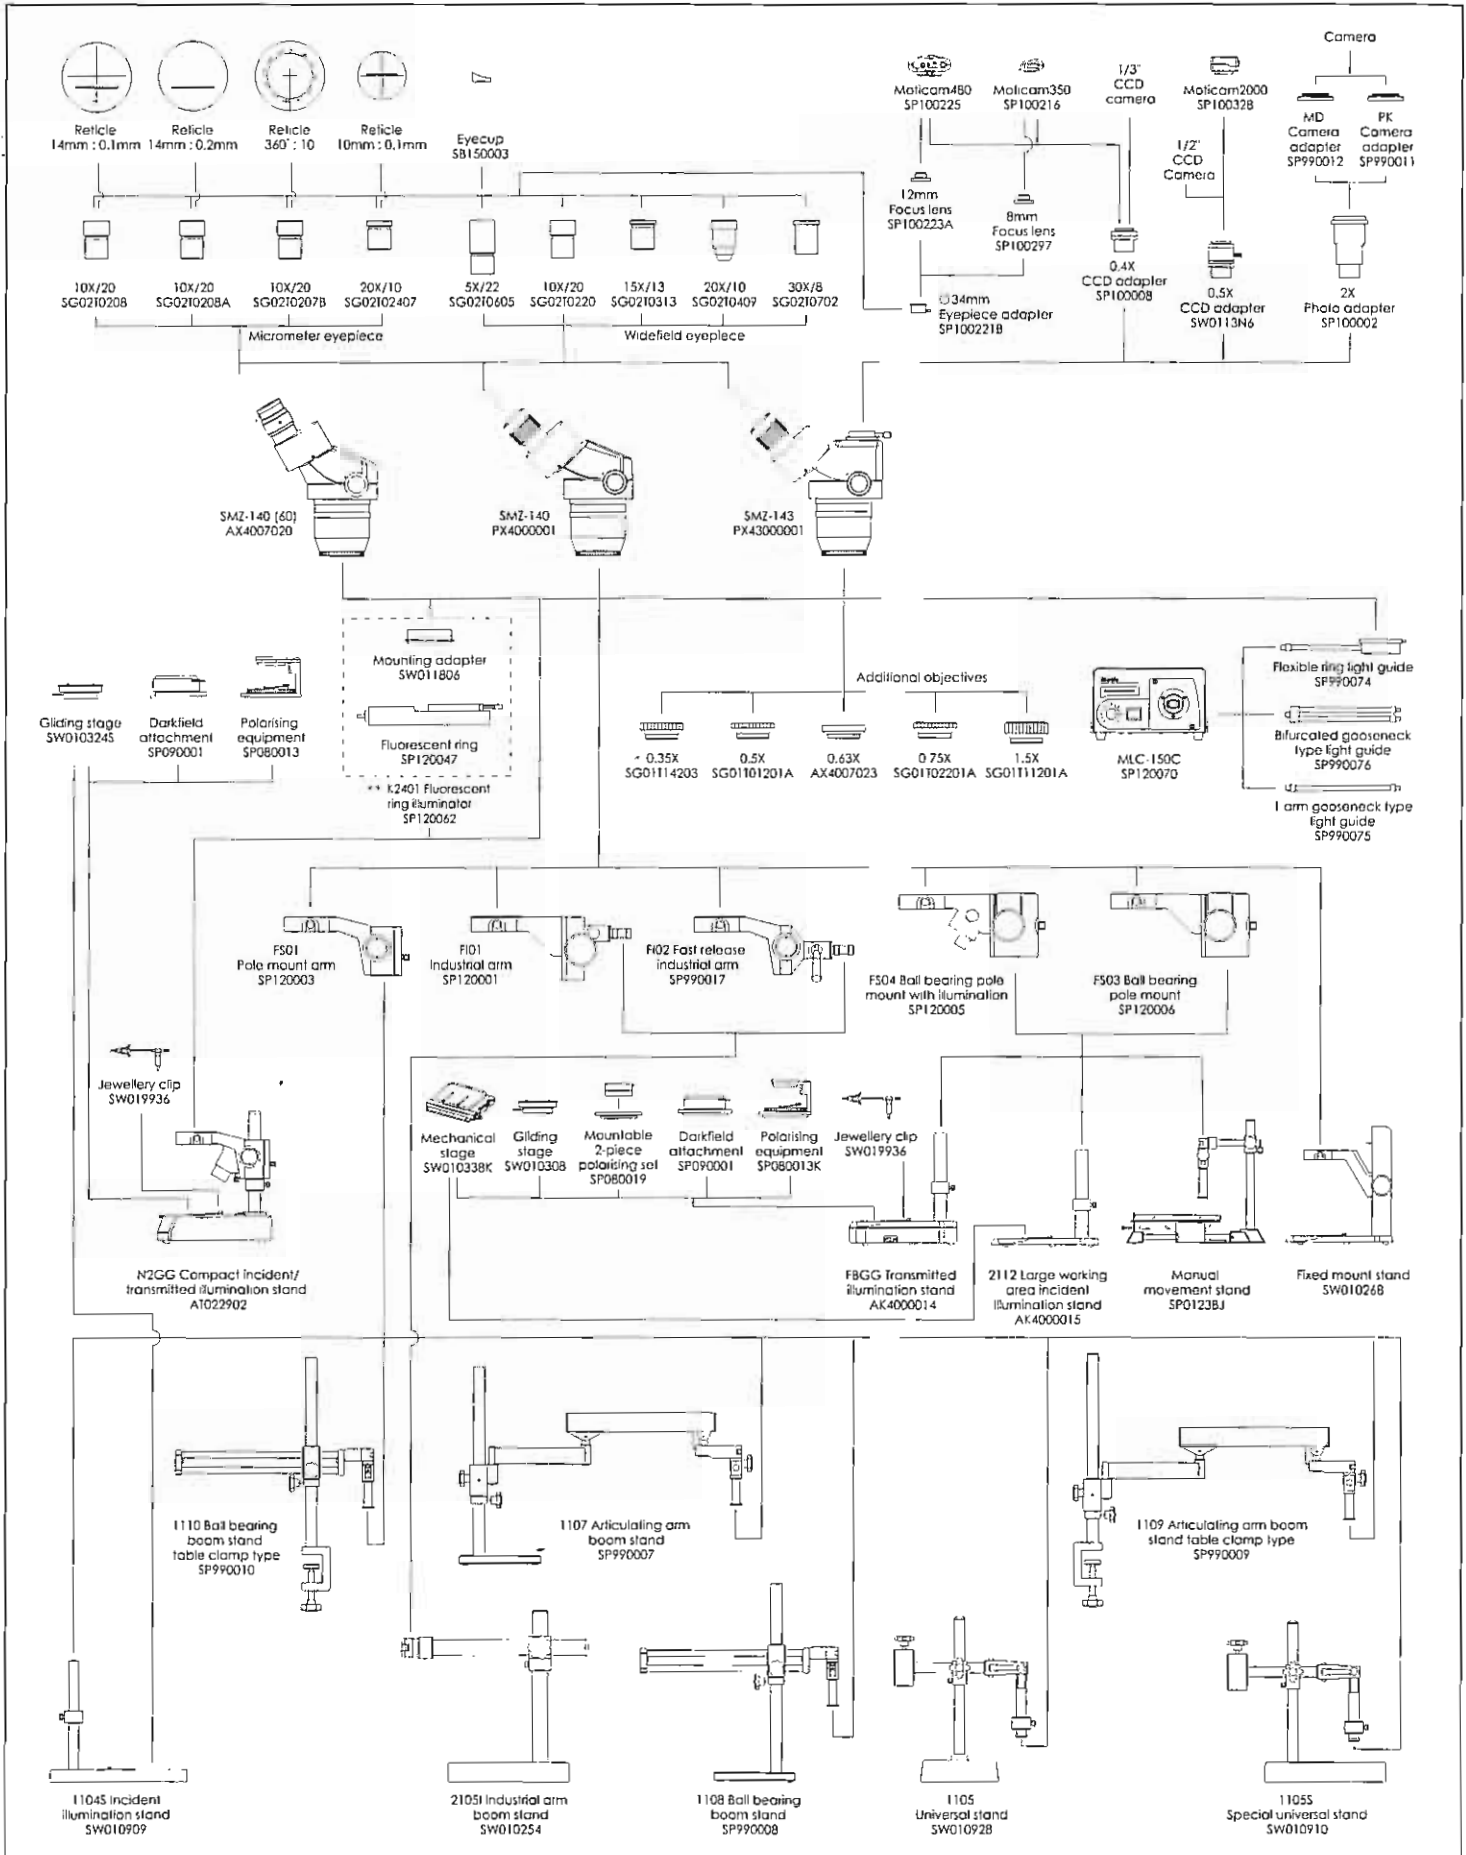 Camera
Moticam480
SP100225
Moticam350
SP100216
1/3"
CCD
camera
Moticam2000
SP100328
MD
Camera
adapter
SP990012
PK
Camera
adapter
SP990011
Reticle
14mm : 0.1mm
Reticle
14mm : 0.2mm
Reticle
360° : 10
Reticle
10mm : 0.1mm
Eyecup
SB150003
1/2"
CCD
Camera
12mm
Focus lens
SP100223A
8mm
Focus lens
SP100297
10X/20
SG02T0208
10X/20
SG02T0208A
10X/20
SG02T0207B
20X/10
SG02T02407
5X/22
SG02T0605
10X/20
SG02T0220
15X/13
SG02T0313
20X/10
SG02T0409
30X/8
SG02T0702
34mm
Eyepiece adapter
SP100221B
0.4X
CCD adapter
SP100008
0.5X
CCD adapter
SW0113N6
2X
Photo adapter
SP100002
Micrometer eyepiece
Widefield eyepiece
SMZ-140 (60)
AX4007020
SMZ-140
PX4000001
SMZ-143
PX43000001
Mounting adapter
SW011806
Fluorescent ring
SP120047
** K2401 Fluorescent
ring illuminator
SP120062
Gliding stage
SW010324S
Darkfield
attachment
SP090001
Polarising
equipment
SP080013
Additional objectives
0.35X
SG01T14203
0.5X
SG01T01201A
0.63X
AX4007023
0.75X
SG01T02201A
1.5X
SG01T11201A
MLC-150C
SP120070
Flexible ring light guide
SP990074
Bifurcated gooseneck
type light guide
SP990076
1 arm gooseneck type
light guide
SP990075
FS01
Pole mount arm
SP120003
FI01
Industrial arm
SP120001
FI02 Fast release
industrial arm
SP990017
FS04 Ball bearing pole
mount with illumination
SP120005
FS03 Ball bearing
pole mount
SP120006
Jewellery clip
SW019936
Mechanical
stage
SW010338K
Gliding
stage
SW010308
Mountable
2-piece
polarising set
SP080019
Darkfield
attachment
SP090001
Polarising
equipment
SP080013K
Jewellery clip
SW019936
N2GG Compact incident/
transmitted illumination stand
AT022902
FBGG Transmitted
illumination stand
AK4000014
2112 Large working
area incident
illumination stand
AK4000015
Manual
movement stand
SP0123BJ
Fixed mount stand
SW010268
1110 Ball bearing
boom stand
table clamp type
SP990010
1107 Articulating arm
boom stand
SP990007
1109 Articulating arm boom
stand table clamp type
SP990009
1104S Incident
illumination stand
SW010909
2105I Industrial arm
boom stand
SW010254
1108 Ball bearing
boom stand
SP990008
1105
Universal stand
SW010928
1105S
Special universal stand
SW010910